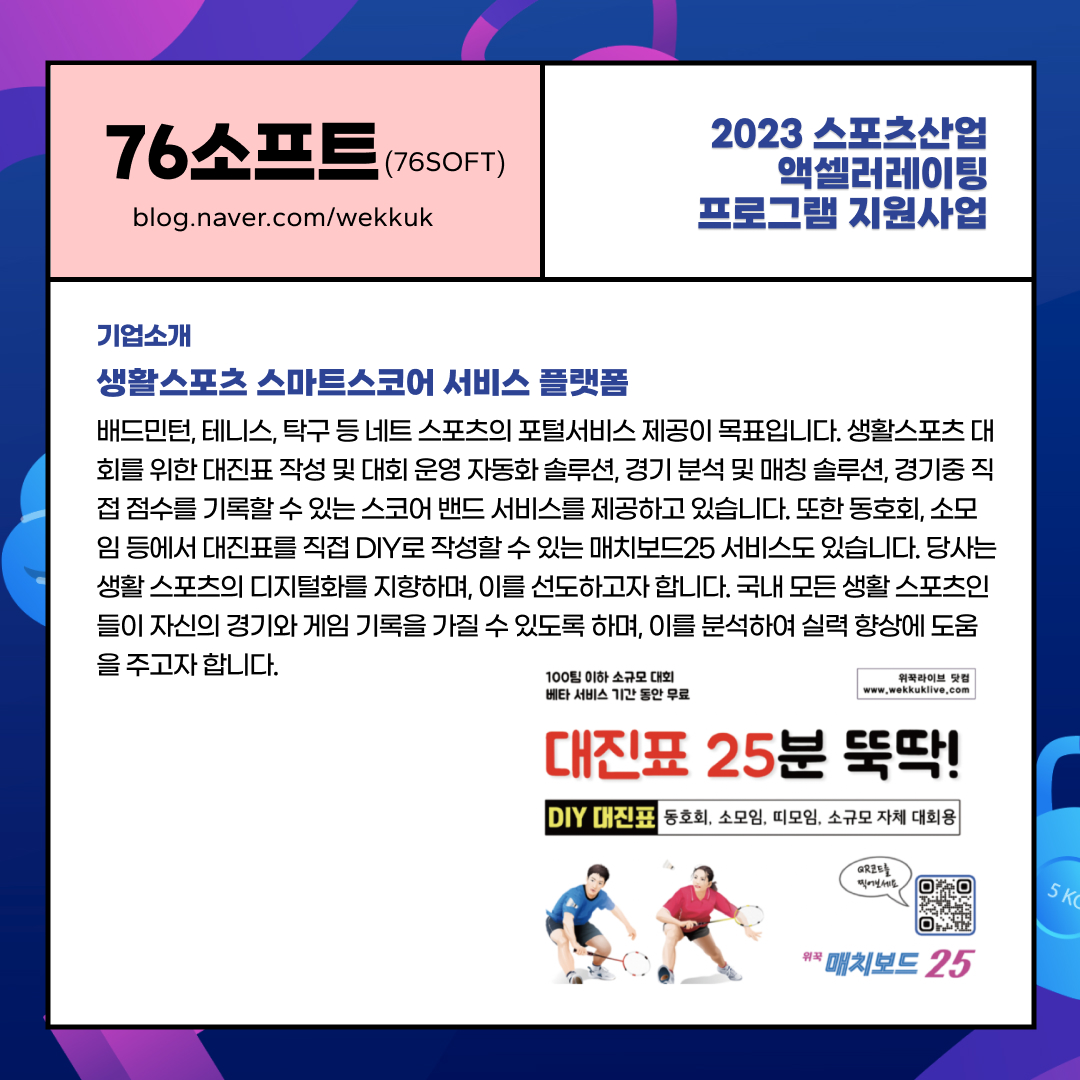 76소프트(76SOFT)
blog.naver.com/wekkuk
2023 스포츠산업
액셀러레이팅
프로그램 지원사업
기업소개
생활스포츠 스마트스코어 서비스 플랫폼
배드민턴, 테니스, 탁구 등 네트 스포츠의 포털서비스 제공이 목표입니다. 생활스포츠 대
회를 위한 대진표 작성 및 대회 운영 자동화 솔루션, 경기 분석 및 매칭 솔루션, 경기중 직
접 점수를 기록할 수 있는 스코어 밴드 서비스를 제공하고 있습니다. 또한 동호회, 소모
임 등에서 대진표를 직접 DIY로 작성할 수 있는 매치보드25 서비스도 있습니다. 당사는
생활 스포츠의 디지털화를 지향하며, 이를 선도하고자 합니다. 국내 모든 생활 스포츠인
들이 자신의 경기와 게임 기록을 가질 수 있도록 하며, 이를 분석하여 실력 향상에 도움
을 주고자 합니다.
100팀 이하 소규모 대회
베타 서비스 기간 동안 무료
위꾹라이브 닷컴
www.wekkuklive.com
대진표 25분 뚝딱!
DIY 대진표 동호회, 소모임, 띠모임, 소규모 자체 대회용
QR코드를
찍어보세요
위꾹 매치보드 25
5 KG